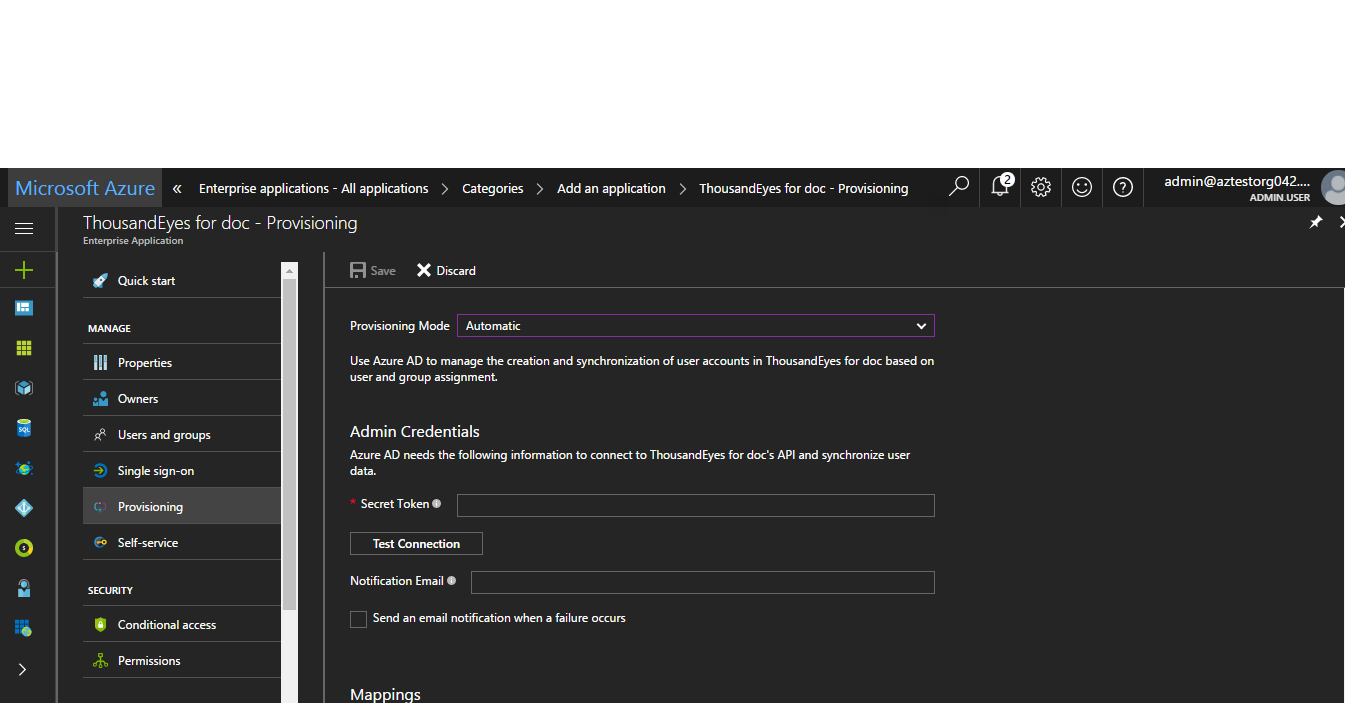 Microsoft Azure « Enterprise applications - All applications > Categories > Add an application > ThousandEyes for doc - Provisioning 2 admin@aztestorg042....
ADMIN.USER
ThousandEyes for doc - Provisioning
Enterprise Application
Quick start
MANAGE
Properties
Owners
Users and groups
Single sign-on
Provisioning
Self-service
SECURITY
Conditional access
Permissions
SQL
Save Discard
Provisioning Mode Automatic
Use Azure AD to manage the creation and synchronization of user accounts in ThousandEyes for doc based on
user and group assignment.
Admin Credentials
Azure AD needs the following information to connect to ThousandEyes for doc's API and synchronize user
data.
* Secret Token
Test Connection
Notification Email
Send an email notification when a failure occurs
Mappings